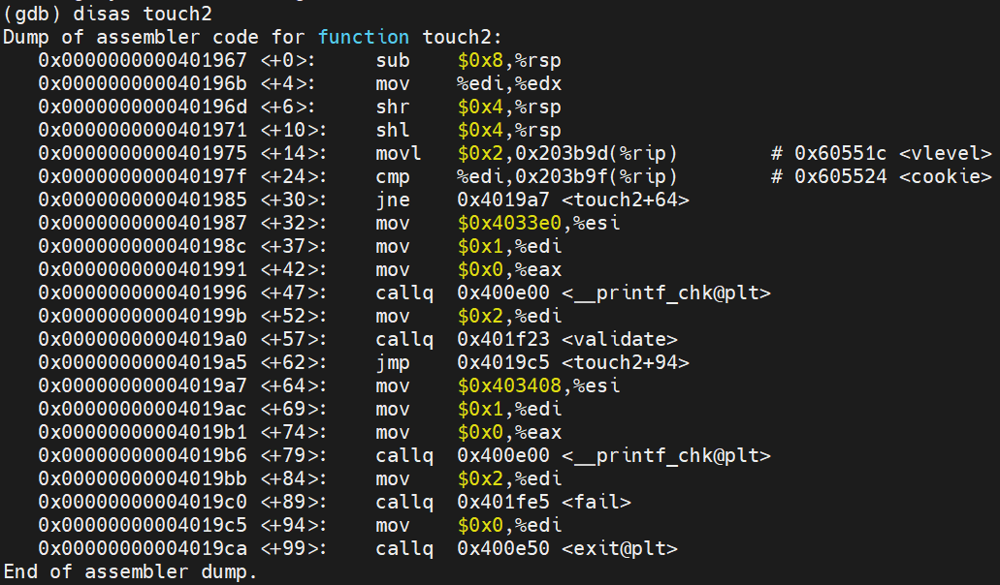 (gdb) disas touch2
Dump of assembler code for function touch2:
   0x0000000000401967 <+0>:     sub    $0x8,%rsp
   0x000000000040196b <+4>:     mov    %edi,%edx
   0x000000000040196d <+6>:     shr    $0x4,%rsp
   0x0000000000401971 <+10>:    shl    $0x4,%rsp
   0x0000000000401975 <+14>:    movl   $0x2,0x203b9d(%rip)        # 0x60551c <vlevel>
   0x000000000040197f <+24>:    cmp    %edi,0x203b9f(%rip)        # 0x605524 <cookie>
   0x0000000000401985 <+30>:    jne    0x4019a7 <touch2+64>
   0x0000000000401987 <+32>:    mov    $0x4033e0,%esi
   0x000000000040198c <+37>:    mov    $0x1,%edi
   0x0000000000401991 <+42>:    mov    $0x0,%eax
   0x0000000000401996 <+47>:    callq  0x400e00 <__printf_chk@plt>
   0x000000000040199b <+52>:    mov    $0x2,%edi
   0x00000000004019a0 <+57>:    callq  0x401f23 <validate>
   0x00000000004019a5 <+62>:    jmp    0x4019c5 <touch2+94>
   0x00000000004019a7 <+64>:    mov    $0x403408,%esi
   0x00000000004019ac <+69>:    mov    $0x1,%edi
   0x00000000004019b1 <+74>:    mov    $0x0,%eax
   0x00000000004019b6 <+79>:    callq  0x400e00 <__printf_chk@plt>
   0x00000000004019bb <+84>:    mov    $0x2,%edi
   0x00000000004019c0 <+89>:    callq  0x401fe5 <fail>
   0x00000000004019c5 <+94>:    mov    $0x0,%edi
   0x00000000004019ca <+99>:    callq  0x400e50 <exit@plt>
End of assembler dump.